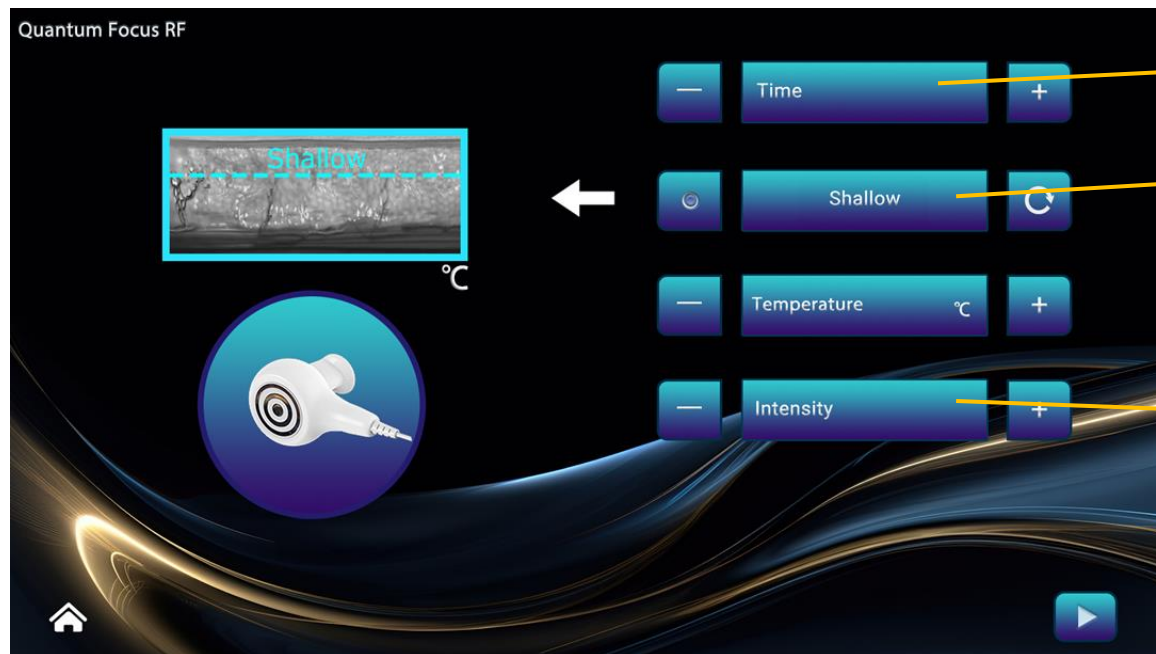 Quantum Focus RF
— Time +
Shallow
Shallow
℃
— Temperature ℃ +
— Intensity +